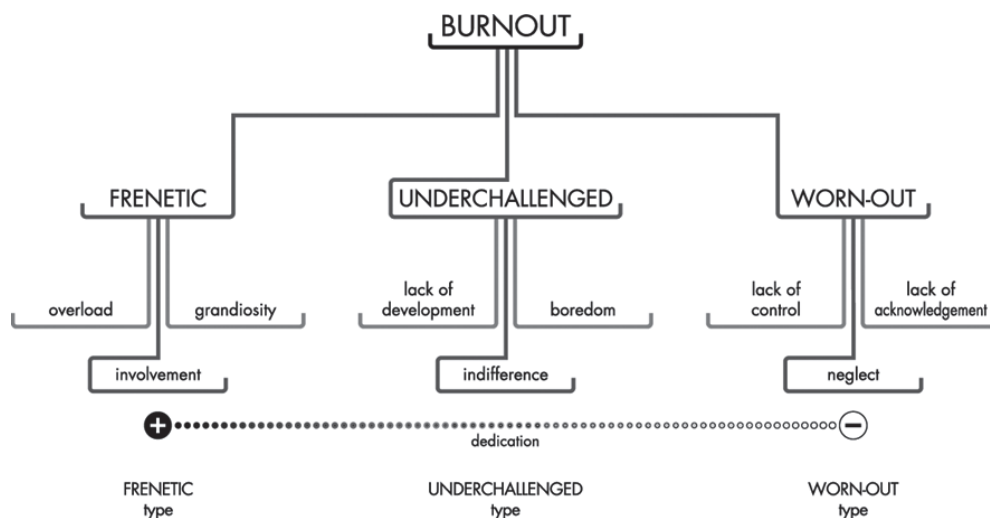 BURNOUT
FRENETIC
UNDERCHALLENGED
WORN-OUT
overload
grandiosity
lack of
development
boredom
lack of
control
lack of
acknowledgement
involvement
indifference
neglect
+
−
dedication
FRENETIC
type
UNDERCHALLENGED
type
WORN-OUT
type